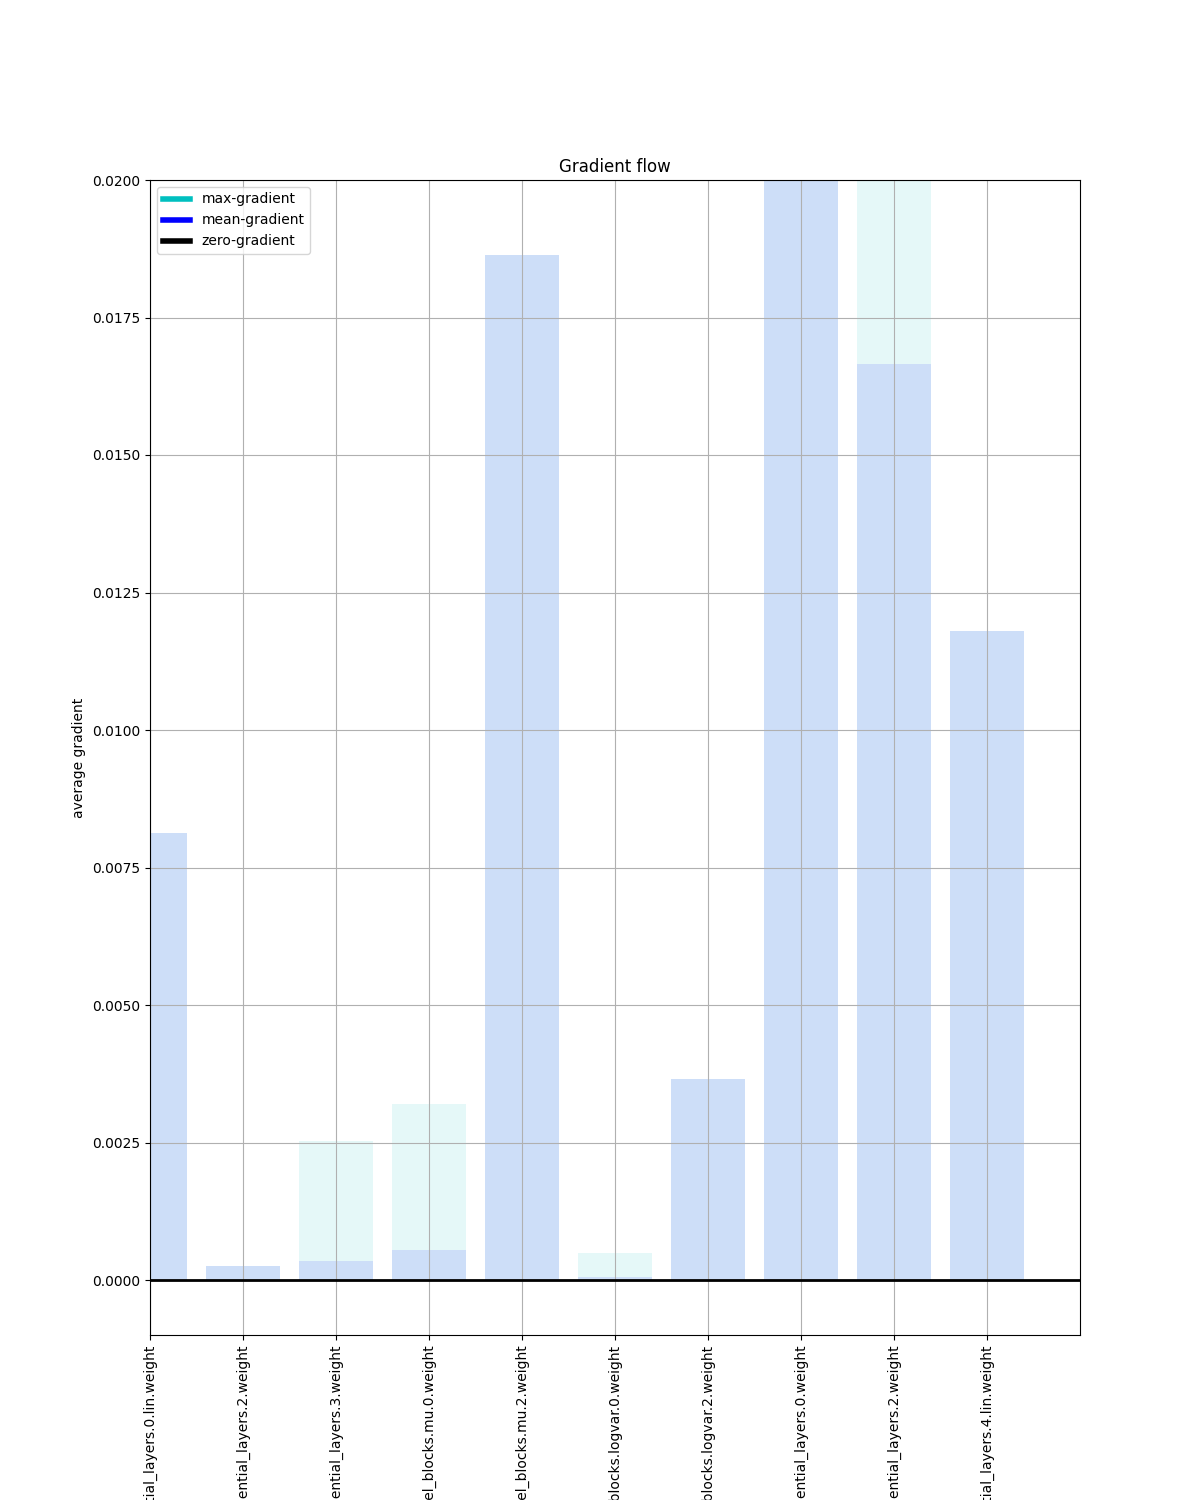 Gradient flow
max-gradient
mean-gradient
zero-gradient
0.0200
0.0175
0.0150
0.0125
0.0100
0.0075
0.0050
0.0025
0.0000
average gradient
tial_layers.0.lin.weight
ential_layers.2.weight
ential_layers.3.weight
el_blocks.mu.0.weight
el_blocks.mu.2.weight
blocks.logvar.0.weight
blocks.logvar.2.weight
ential_layers.0.weight
ential_layers.2.weight
tial_layers.4.lin.weight